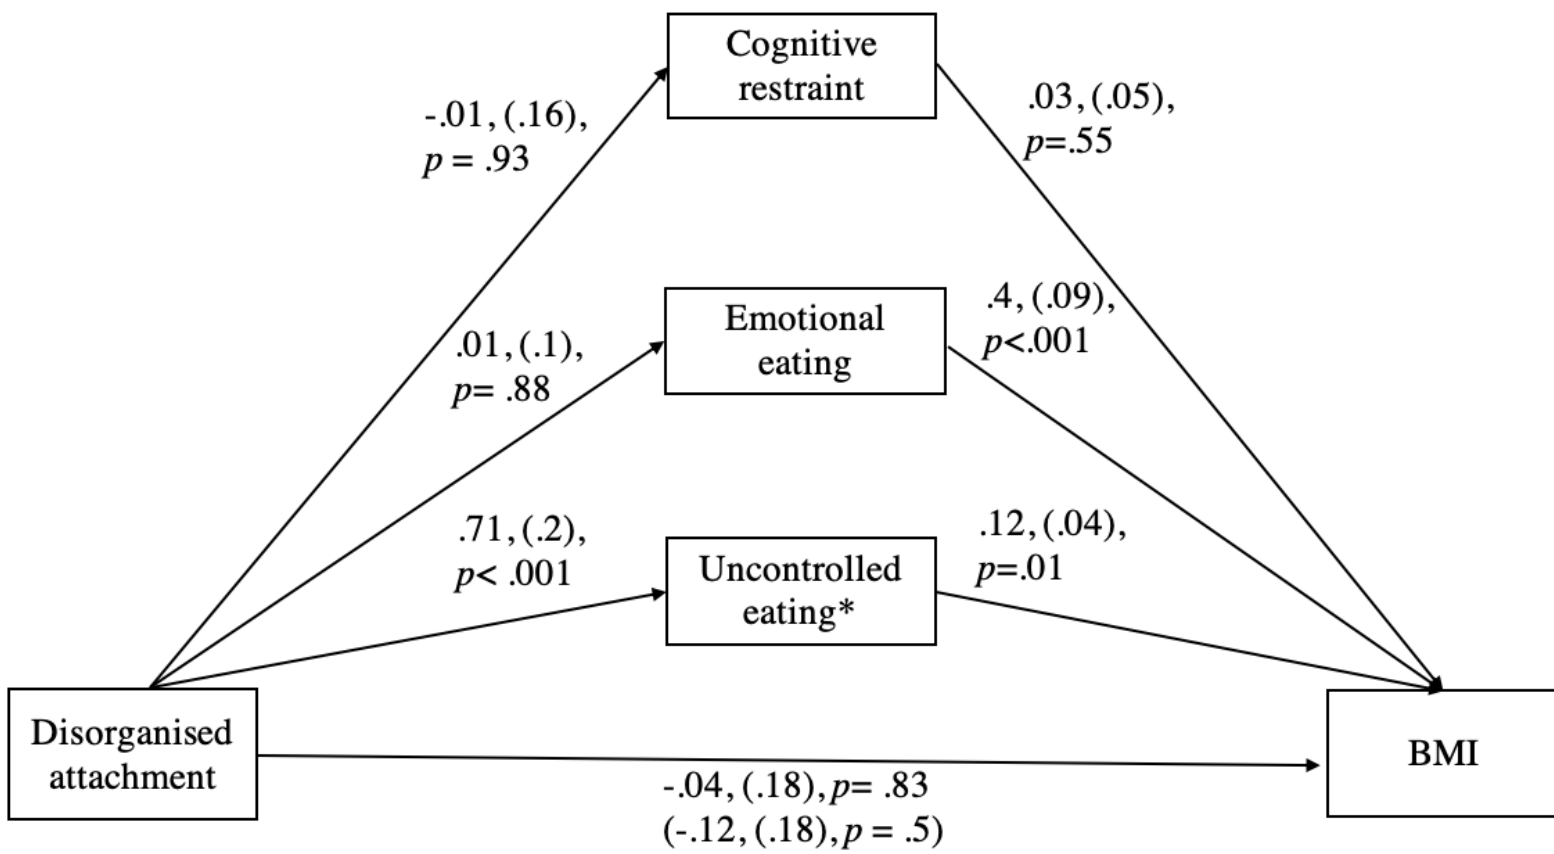 Cognitive
restraint
-.01, (.16),
p = .93
.03, (.05),
p=.55
Emotional
eating
.01, (.1),
p= .88
.4, (.09),
p<.001
Uncontrolled
eating*
.71, (.2),
p< .001
.12, (.04),
p=.01
Disorganised
attachment
BMI
-.04, (.18), p= .83
(-.12, (.18), p = .5)